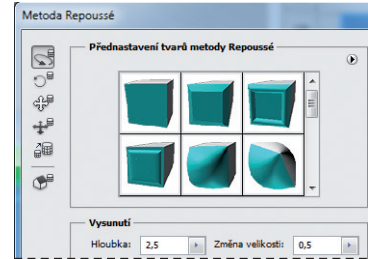 Metoda Repoussé
Přednastavení tvarů metody Repoussé
Vysunutí
Hloubka: 2,5 Změna velikosti: 0,5